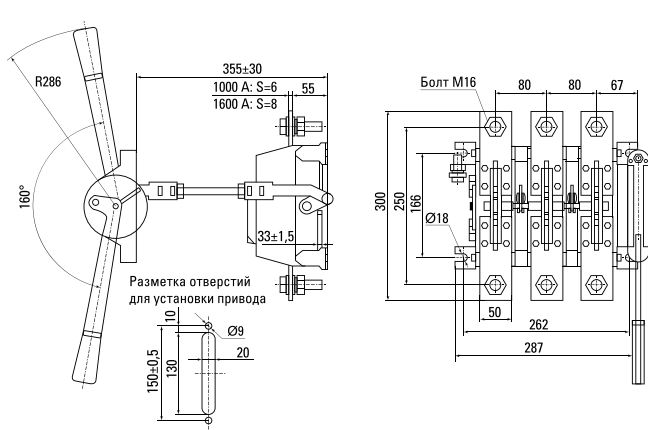 R286
160°
355±30
1000 А: S=6
1600 А: S=8
55
33±1,5
Разметка отверстий
для установки привода
10
Ø9
20
150±0,5
130
Болт М16
80
80
67
300
250
166
Ø18
50
262
287